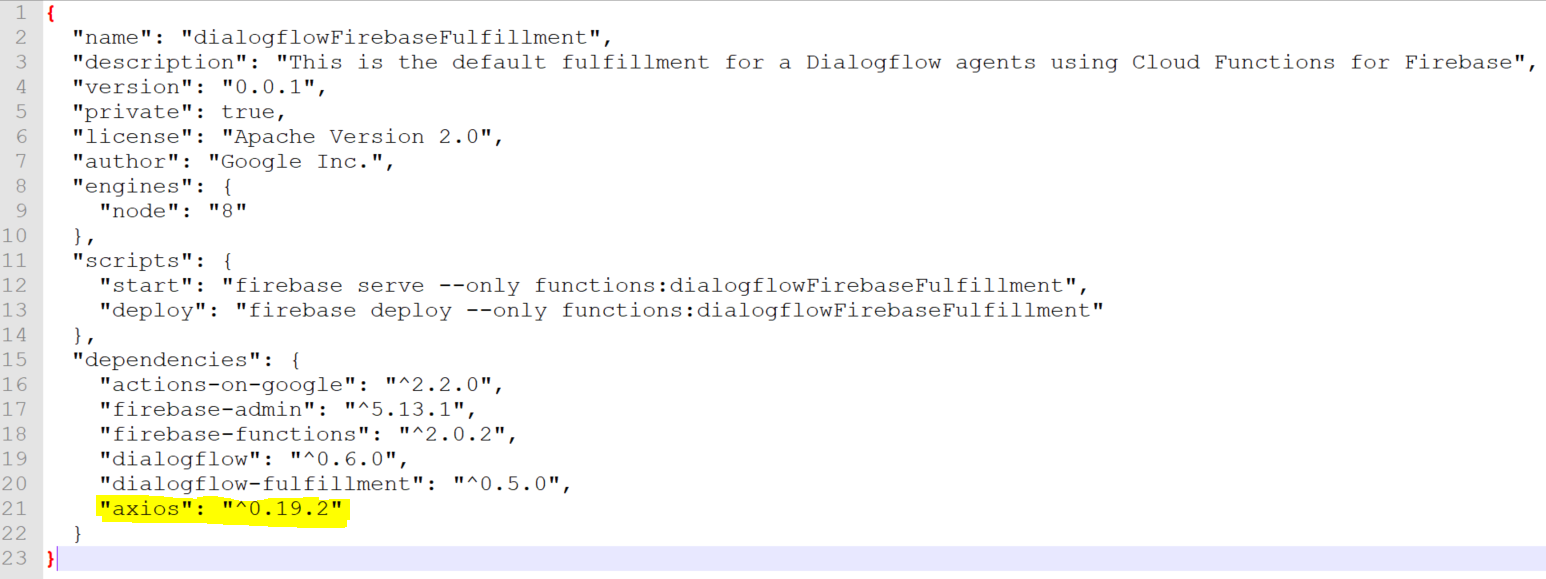 1 {
2 "name": "dialogflowFirebaseFulfillment",
3 "description": "This is the default fulfillment for a Dialogflow agents using Cloud Functions for Firebase",
4 "version": "0.0.1",
5 "private": true,
6 "license": "Apache Version 2.0",
7 "author": "Google Inc.",
8 "engines": {
9 "node": "8"
10 },
11 "scripts": {
12 "start": "firebase serve --only functions:dialogflowFirebaseFulfillment",
13 "deploy": "firebase deploy --only functions:dialogflowFirebaseFulfillment"
14 },
15 "dependencies": {
16 "actions-on-google": "^2.2.0",
17 "firebase-admin": "^5.13.1",
18 "firebase-functions": "^2.0.2",
19 "dialogflow": "^0.6.0",
20 "dialogflow-fulfillment": "^0.5.0",
21 "axios": "^0.19.2"
22 }
23 }